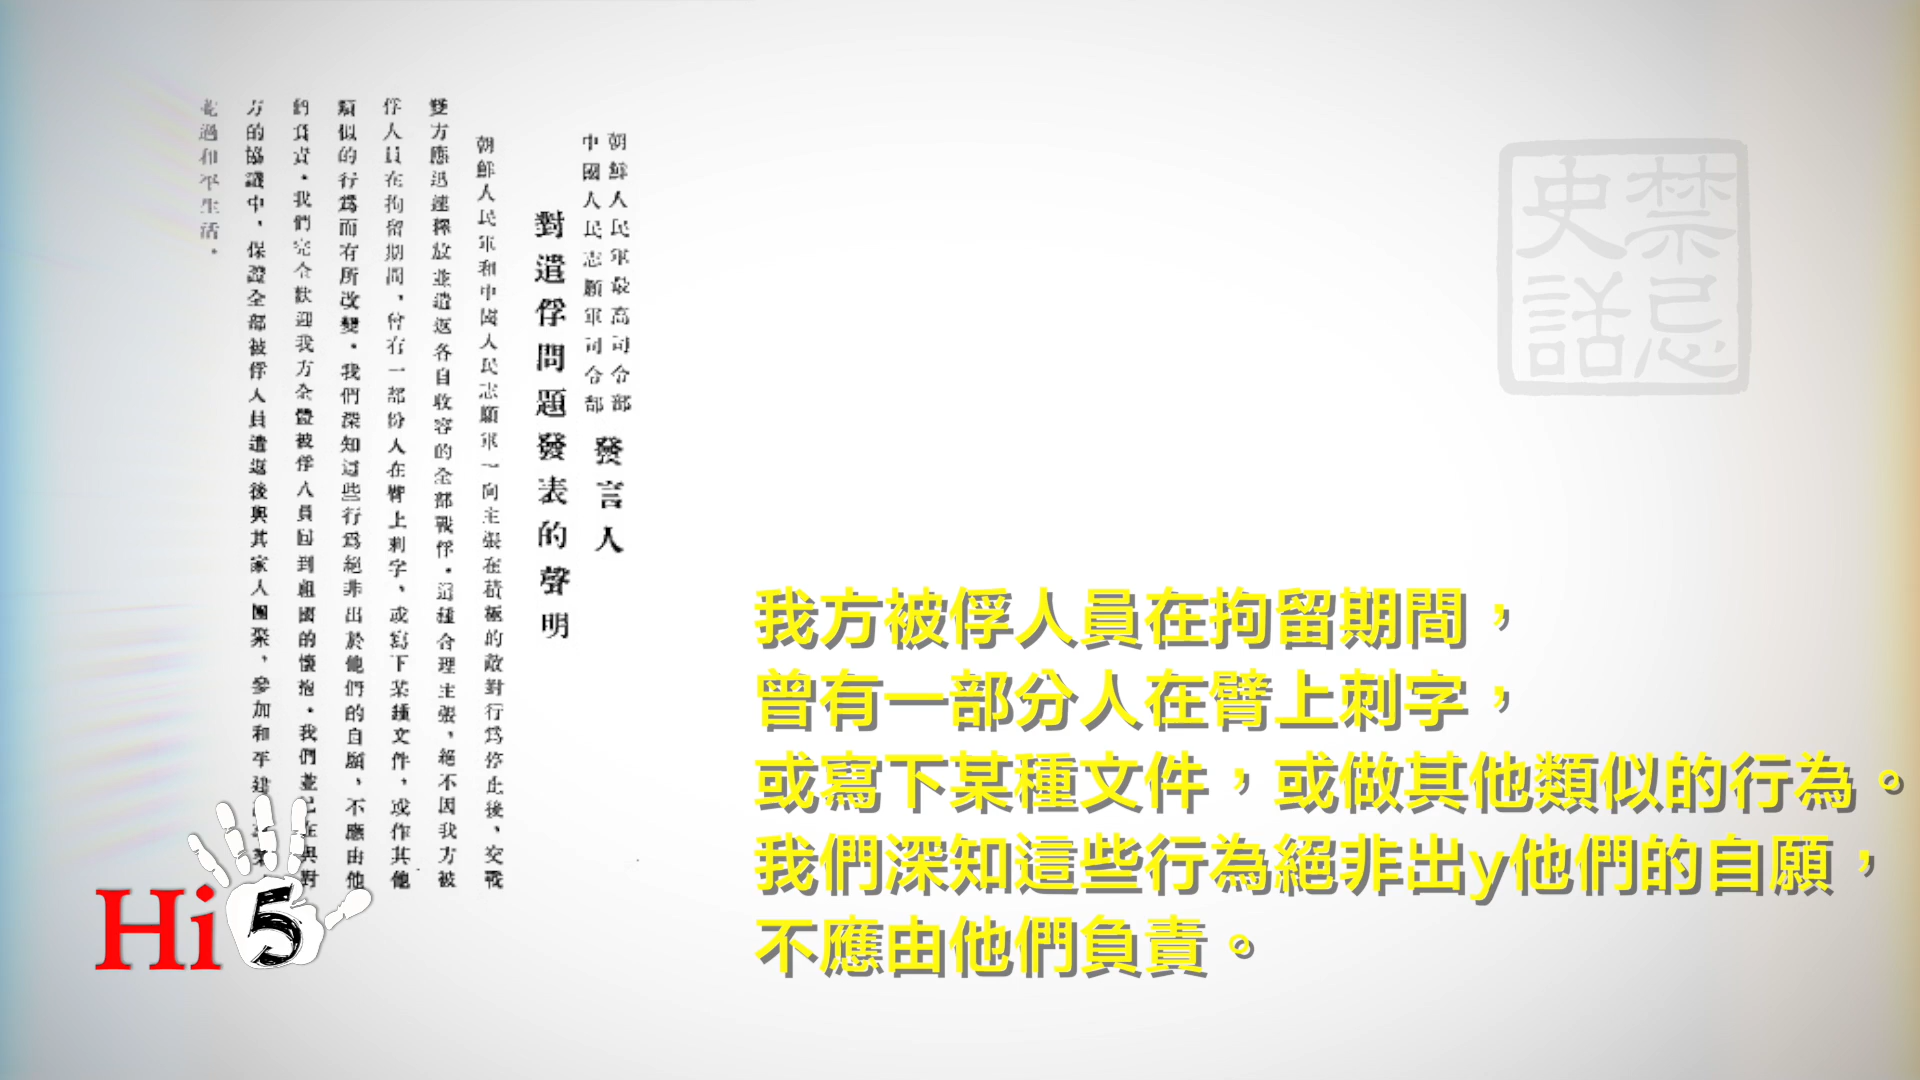 朝鮮人民軍最高司令部
中國人民志願軍司令部
發言人
對遣俘問題發表的聲明
朝鮮人民軍和中國人民志願軍一向主張在積極的敵對行爲停止後、交戰
雙方應迅速釋放並遣返各自收容的全部戰俘。這種合理主張，絕不因我方被
俘人員在拘留期間，曾有一部份人在臂上刺字，或寫下某種文件，或作其他
類似的行爲而有所改變。我們深知這些行爲絕非出於他們的自願，不應由他
們負責。我們完全歡迎我方全體被俘人員回到祖國的懷抱。我們並已在與對
方的協議中，保證全部被俘人員遣返後與其家人團聚，參加和平建
過和平生活。
禁忌
史話
我方被俘人員在拘留期間，
曾有一部分人在臂上刺字，
或寫下某種文件，或做其他類似的行為。
我們深知這些行為絕非出y他們的自願，
不應由他們負責。
Hi5